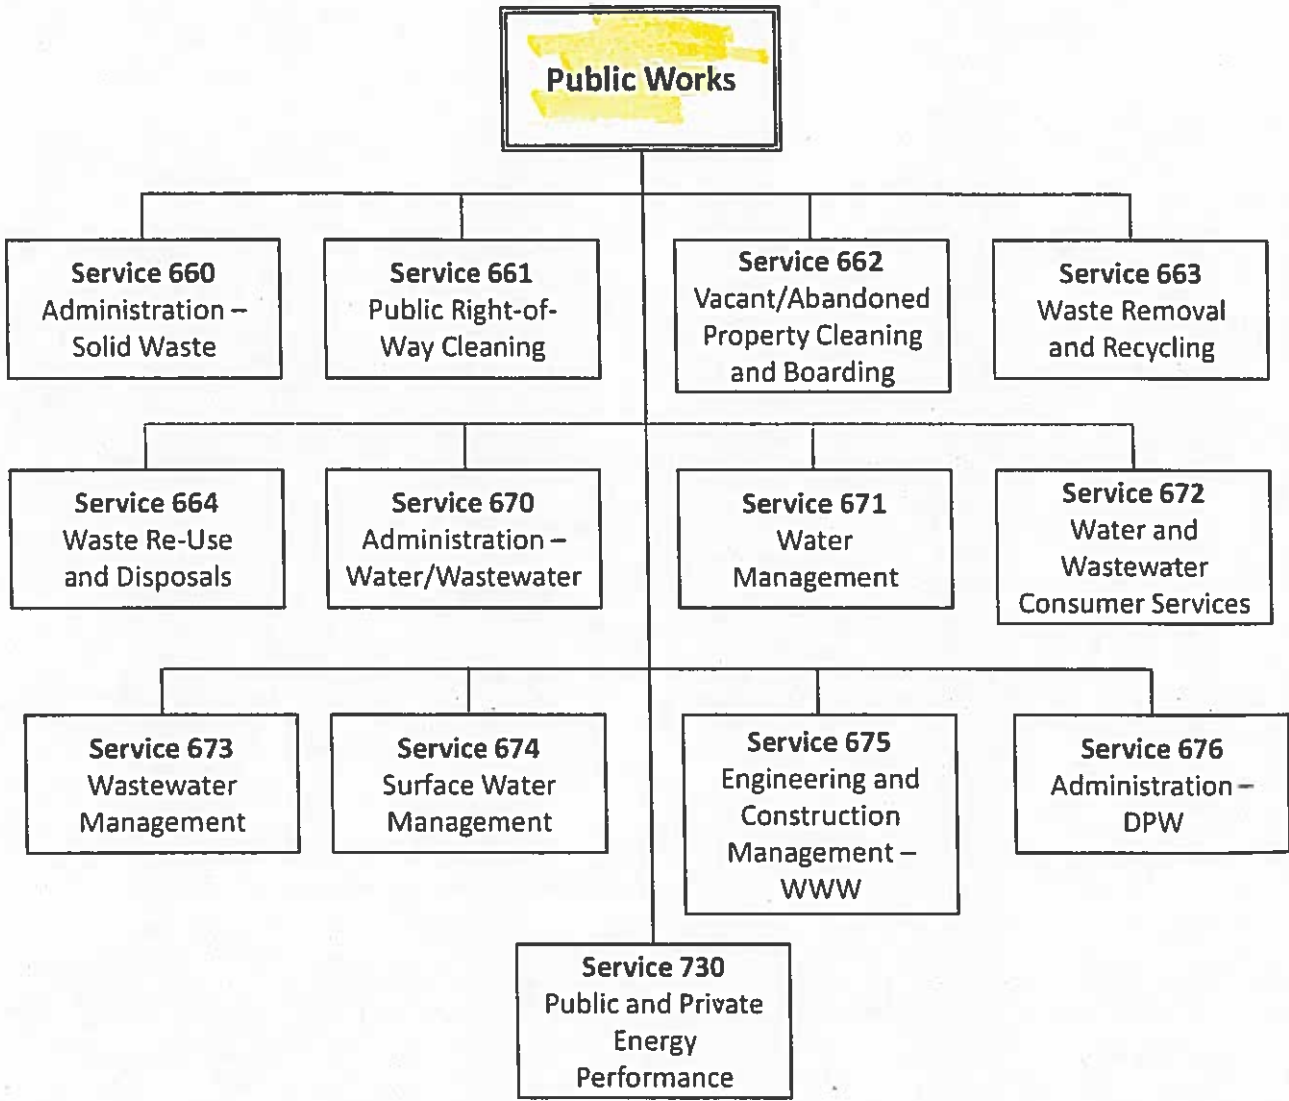 Public Works
Service 660
Administration –
Solid Waste
Service 661
Public Right-of-
Way Cleaning
Service 662
Vacant/Abandoned
Property Cleaning
and Boarding
Service 663
Waste Removal
and Recycling
Service 664
Waste Re-Use
and Disposals
Service 670
Administration –
Water/Wastewater
Service 671
Water
Management
Service 672
Water and
Wastewater
Consumer Services
Service 673
Wastewater
Management
Service 674
Surface Water
Management
Service 675
Engineering and
Construction
Management –
WWW
Service 676
Administration –
DPW
Service 730
Public and Private
Energy
Performance